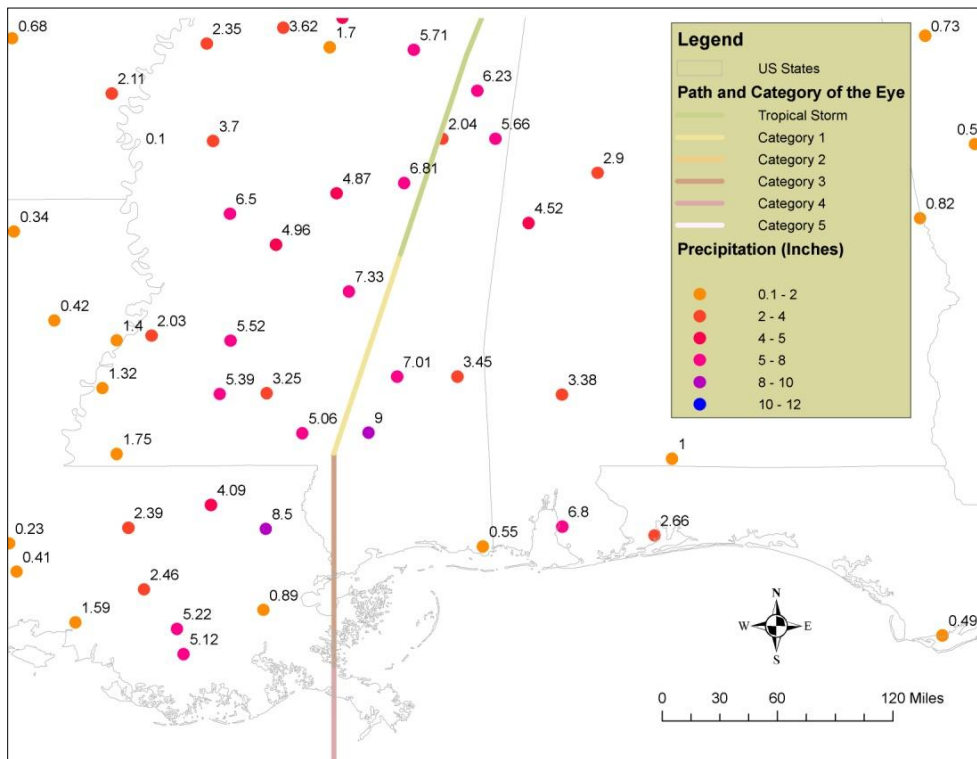 0.68
2.35
3.62
1.7
5.71
0.73
2.11
6.23
0.1
3.7
2.04
5.66
0.5
6.81
2.9
4.87
6.5
4.52
0.82
0.34
4.96
7.33
0.42
1.4
2.03
5.52
7.01
3.45
1.32
5.39
3.25
3.38
5.06
9
1.75
1
4.09
2.39
8.5
6.8
0.23
0.55
2.66
0.41
2.46
1.59
0.89
5.22
5.12
0.49
Legend
US States
Path and Category of the Eye
Tropical Storm
Category 1
Category 2
Category 3
Category 4
Category 5
Precipitation (Inches)
0.1 - 2
2 - 4
4 - 5
5 - 8
8 - 10
10 - 12
N
W E
S
0 30 60 90 120 Miles